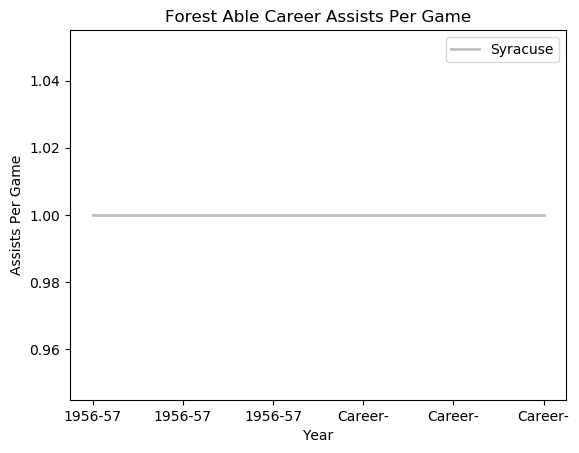 Forest Able Career Assists Per Game
Syracuse
1.04
1.02
1.00
0.98
0.96
Assists Per Game
1956-57 1956-57 1956-57 Career- Career- Career-
Year